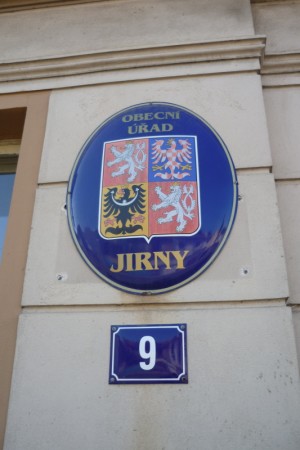 OBECNÍ
ÚŘAD
JIRNY
9